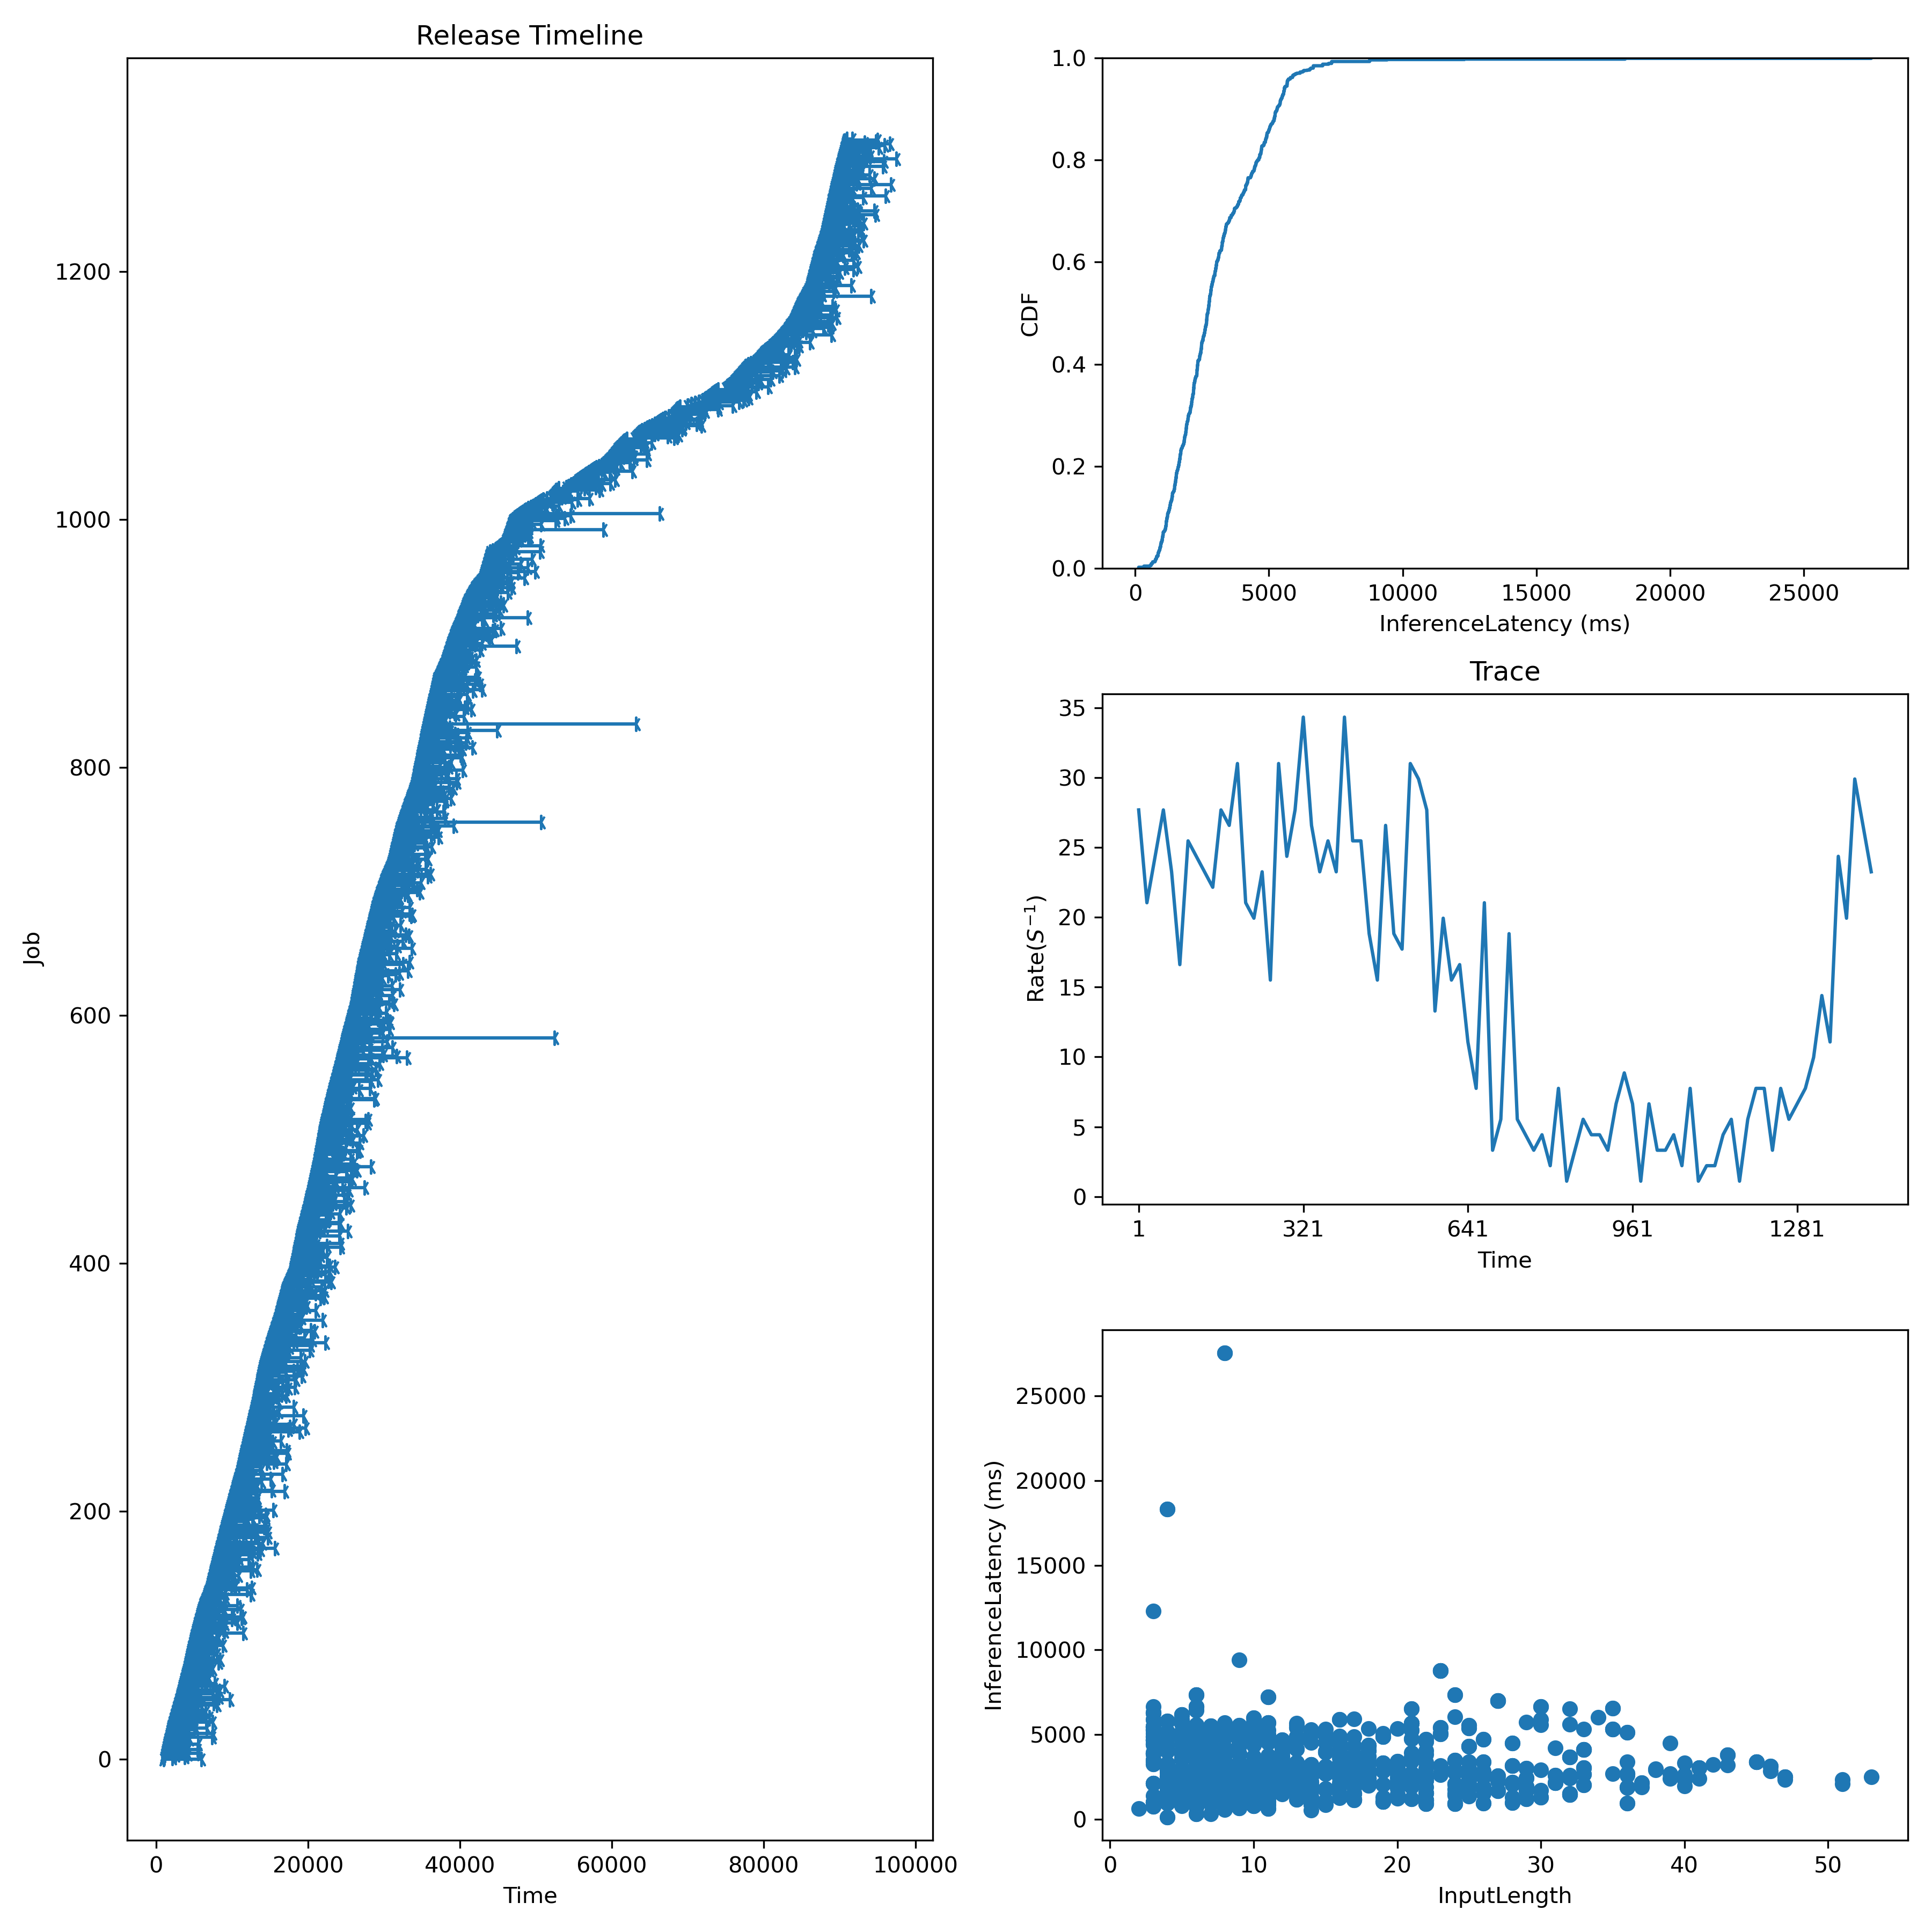 Release Timeline
Job
1200
1000
800
600
400
200
0
0 20000 40000 60000 80000 100000
Time
CDF
1.0
0.8
0.6
0.4
0.2
0.0
0 5000 10000 15000 20000 25000
InferenceLatency (ms)
Trace
Rate(S⁻¹)
35
30
25
20
15
10
5
0
1 321 641 961 1281
Time
InferenceLatency (ms)
25000
20000
15000
10000
5000
0
0 10 20 30 40 50
InputLength